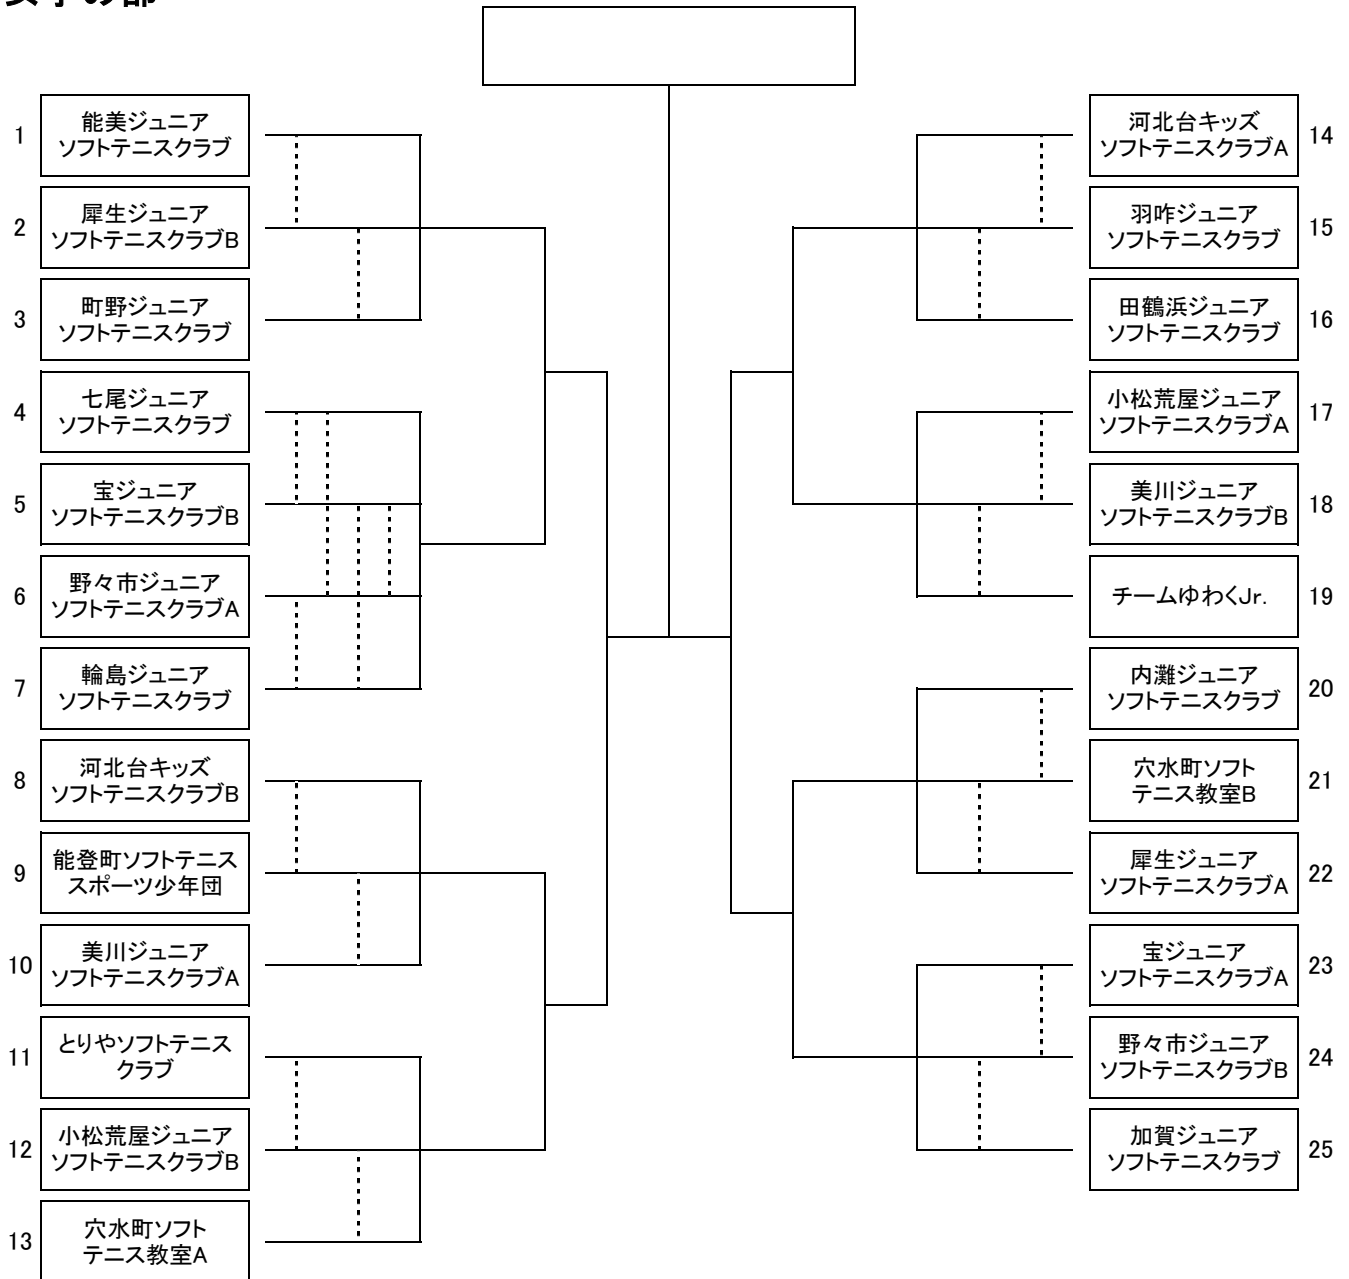 1
能美ジュニア
ソフトテニスクラブ
2
犀生ジュニア
ソフトテニスクラブB
3
町野ジュニア
ソフトテニスクラブ
4
七尾ジュニア
ソフトテニスクラブ
5
宝ジュニア
ソフトテニスクラブB
6
野々市ジュニア
ソフトテニスクラブA
7
輪島ジュニア
ソフトテニスクラブ
8
河北台キッズ
ソフトテニスクラブB
9
能登町ソフトテニス
スポーツ少年団
10
美川ジュニア
ソフトテニスクラブA
11
とりやソフトテニス
クラブ
12
小松荒屋ジュニア
ソフトテニスクラブB
13
穴水町ソフト
テニス教室A
河北台キッズ
ソフトテニスクラブA
14
羽咋ジュニア
ソフトテニスクラブ
15
田鶴浜ジュニア
ソフトテニスクラブ
16
小松荒屋ジュニア
ソフトテニスクラブA
17
美川ジュニア
ソフトテニスクラブB
18
チームゆわくJr.
19
内灘ジュニア
ソフトテニスクラブ
20
穴水町ソフト
テニス教室B
21
犀生ジュニア
ソフトテニスクラブA
22
宝ジュニア
ソフトテニスクラブA
23
野々市ジュニア
ソフトテニスクラブB
24
加賀ジュニア
ソフトテニスクラブ
25